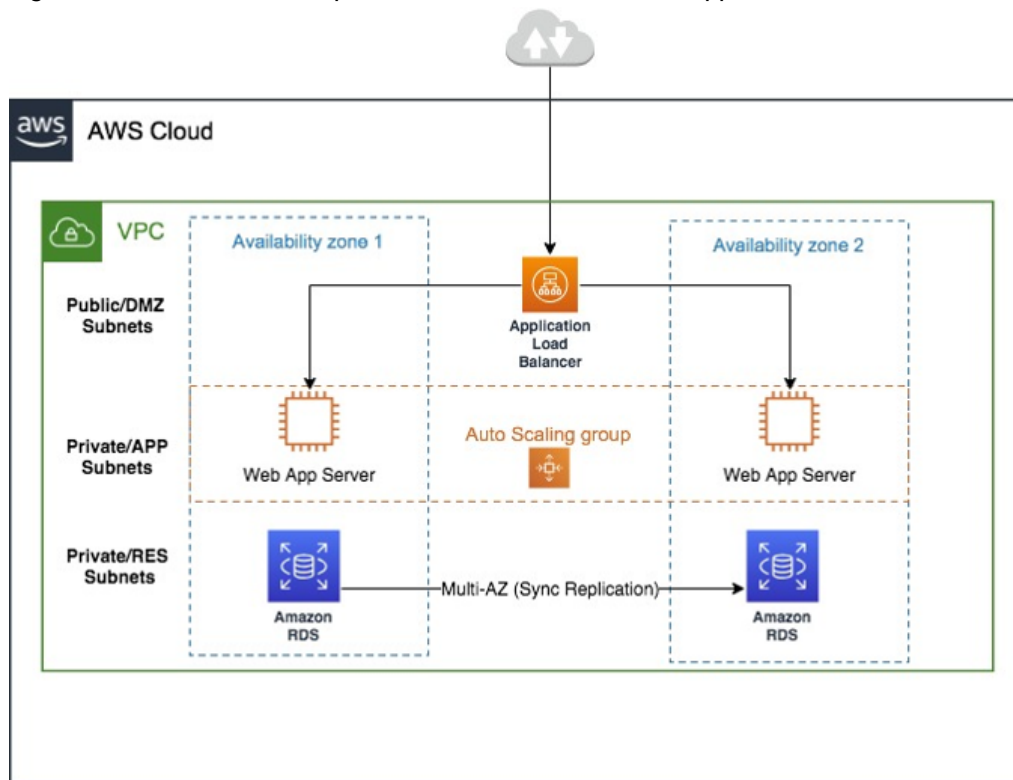 aws
AWS Cloud
VPC
Availability zone 1
Availability zone 2
Public/DMZ
Subnets
Application
Load
Balancer
Private/APP
Subnets
Auto Scaling group
Web App Server
Web App Server
Private/RES
Subnets
Multi-AZ (Sync Replication)
Amazon
RDS
Amazon
RDS